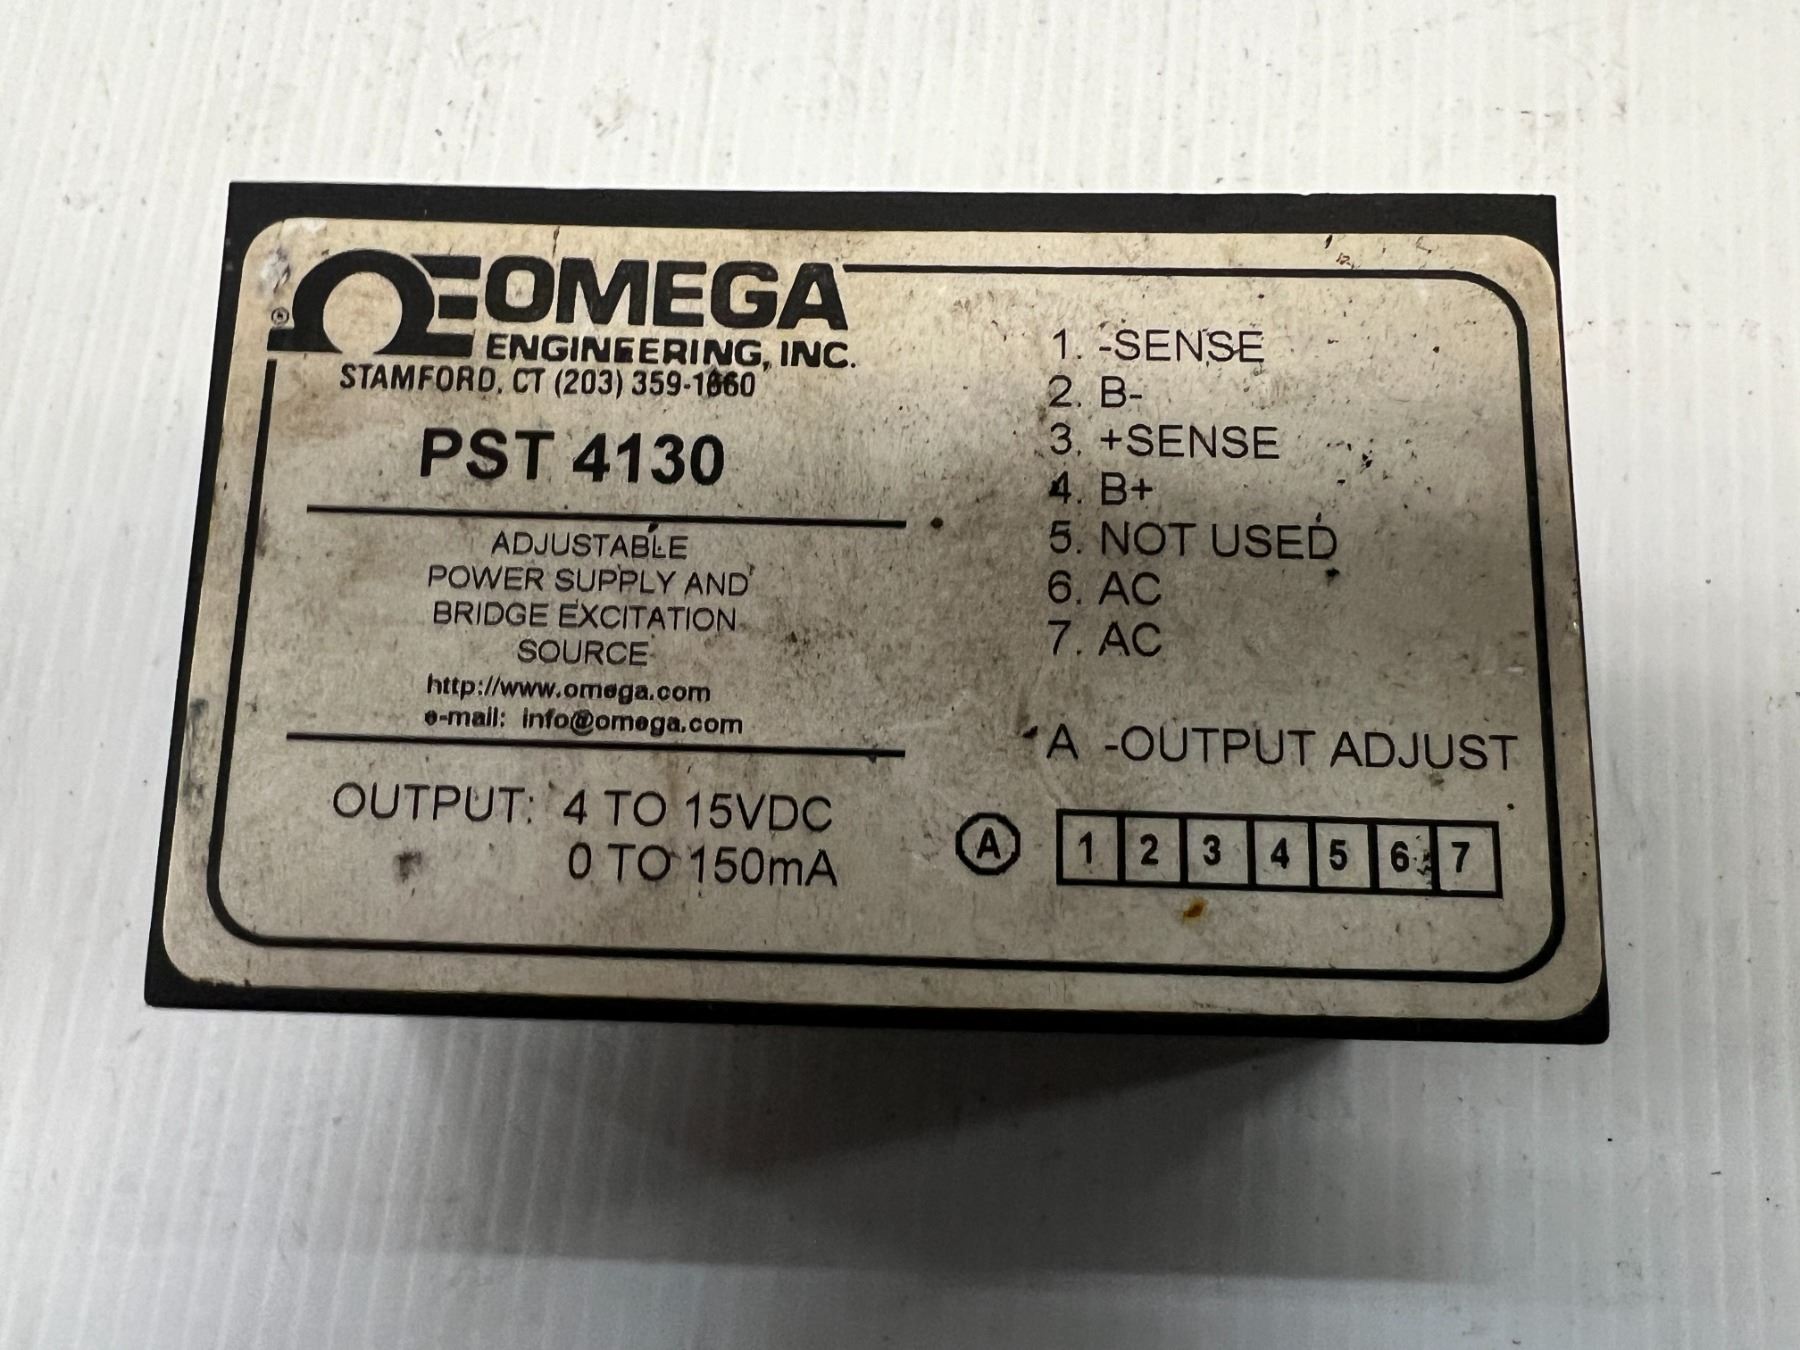 OMEGA
ENGINEERING, INC.
STAMFORD, CT (203) 359-1660
PST 4130
ADJUSTABLE
POWER SUPPLY AND
BRIDGE EXCITATION
SOURCE
http://www.omega.com
e-mail: info@omega.com
OUTPUT: 4 TO 15VDC
0 TO 150mA
1. -SENSE
2. B-
3. +SENSE
4. B+
5. NOT USED
6. AC
7. AC
A -OUTPUT ADJUST
A 1 2 3 4 5 6 7